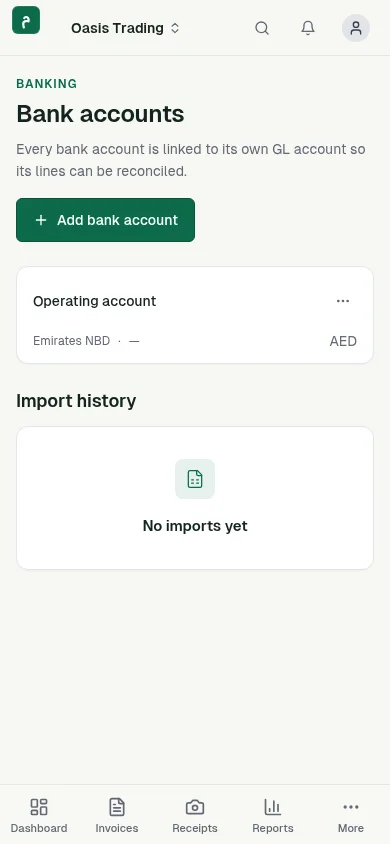 Oasis Trading
BANKING
Bank accounts
Every bank account is linked to its own GL account so
its lines can be reconciled.
Add bank account
Operating account
Emirates NBD · —
AED
Import history
No imports yet
Dashboard
Invoices
Receipts
Reports
More